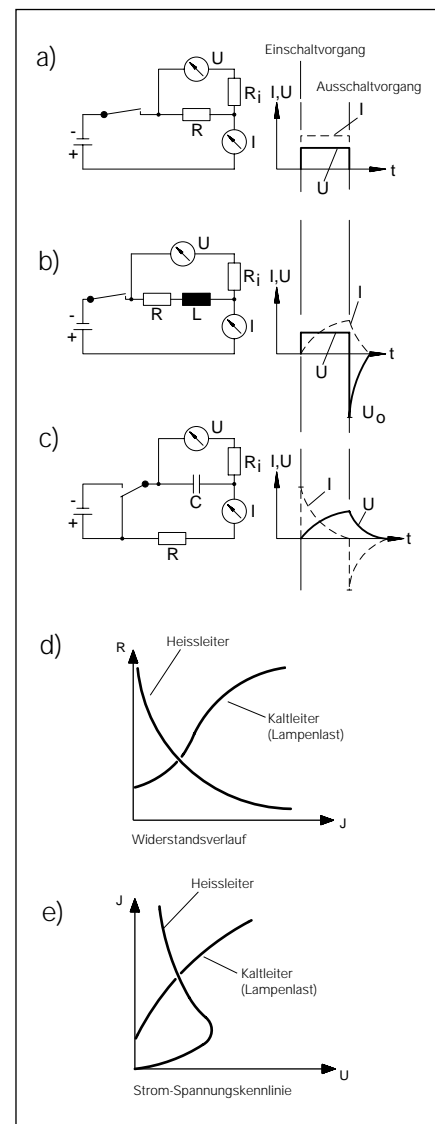 a)
U
R
Ri
I
-
+
Einschaltvorgang
Ausschaltvorgang
I,U
I
U
t
b)
U
Ri
R
L
I
-
+
I,U
I
U
t
Uo
c)
U
Ri
C
I
-
+
R
I,U
I
U
t
d)
R
Heissleiter
Kaltleiter
(Lampenlast)
J
Widerstandsverlauf
e)
J
Heissleiter
Kaltleiter
(Lampenlast)
U
Strom-Spannungskennlinie